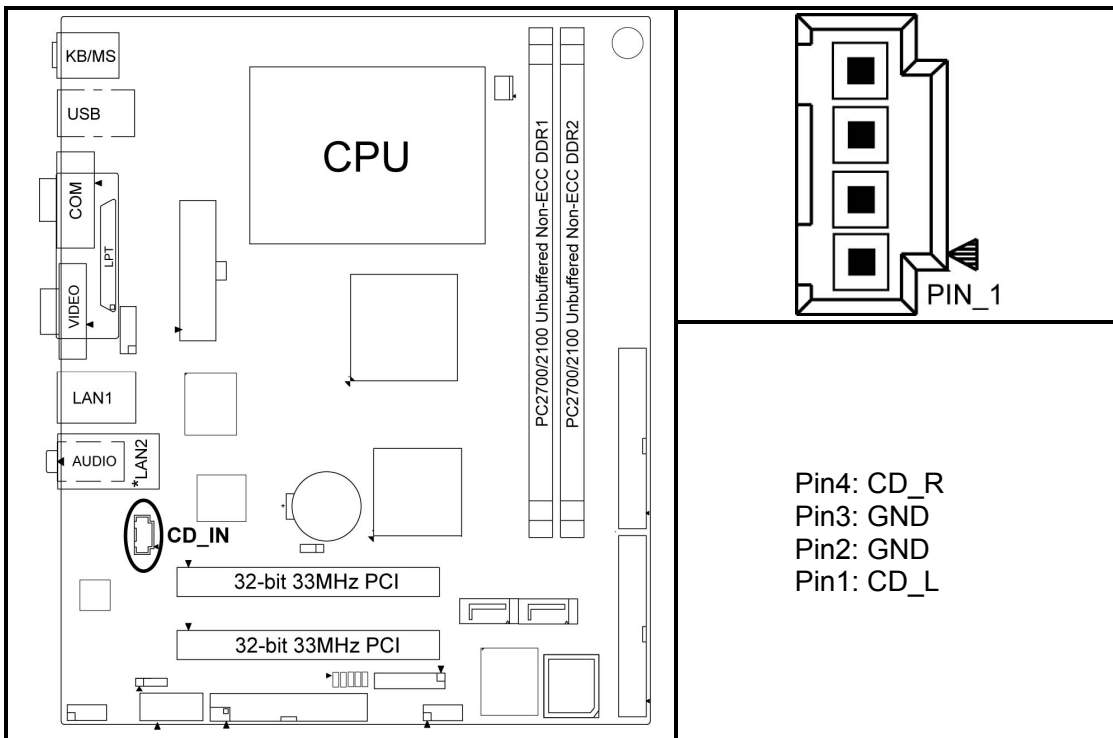 KB/MS
USB
CPU
COM
LPT
VIDEO
LAN1
AUDIO
*LAN2
CD_IN
PC2700/2100 Unbuffered Non-ECC DDR1
PC2700/2100 Unbuffered Non-ECC DDR2
32-bit 33MHz PCI
32-bit 33MHz PCI
PIN_1
Pin4: CD_R
Pin3: GND
Pin2: GND
Pin1: CD_L